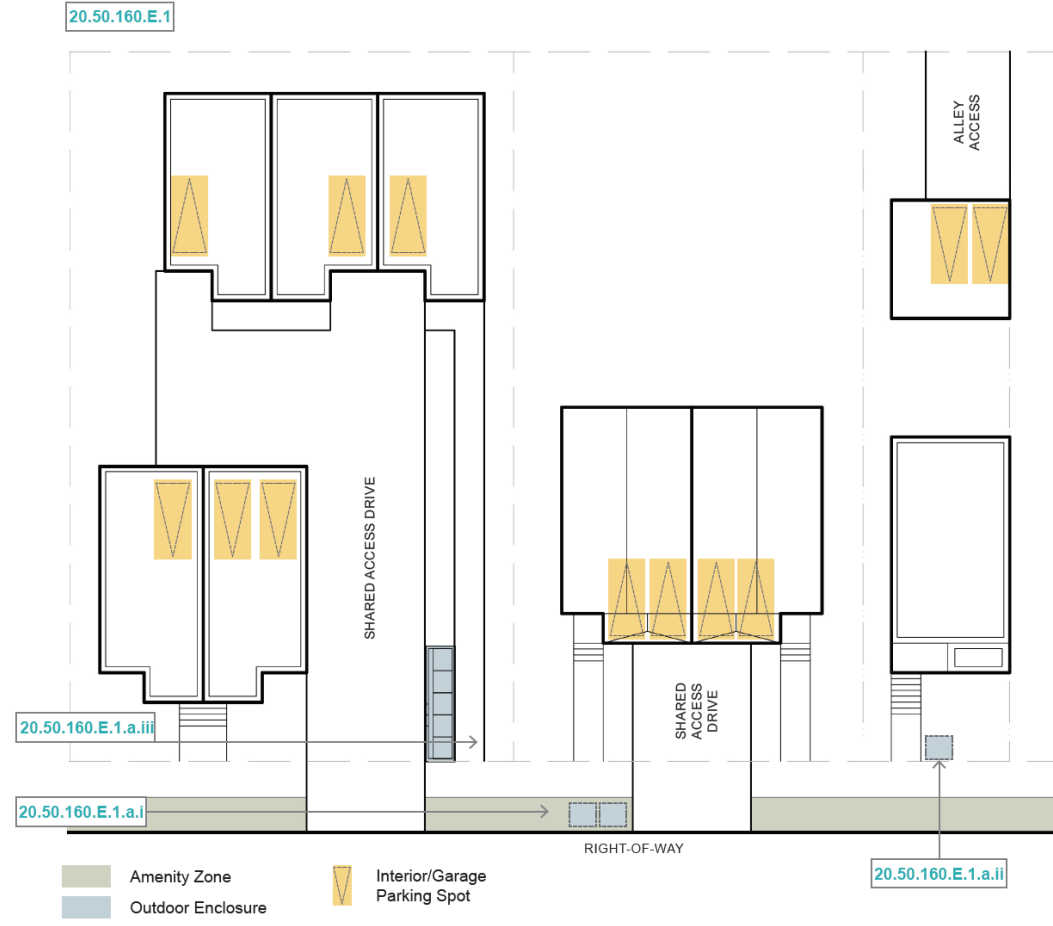 20.50.160.E.1
ALLEY
ACCESS
SHARED ACCESS DRIVE
SHARED
ACCESS
DRIVE
20.50.160.E.1.a.iii
20.50.160.E.1.a.i
RIGHT-OF-WAY
20.50.160.E.1.a.ii
Amenity Zone
Outdoor Enclosure
Interior/Garage
Parking Spot